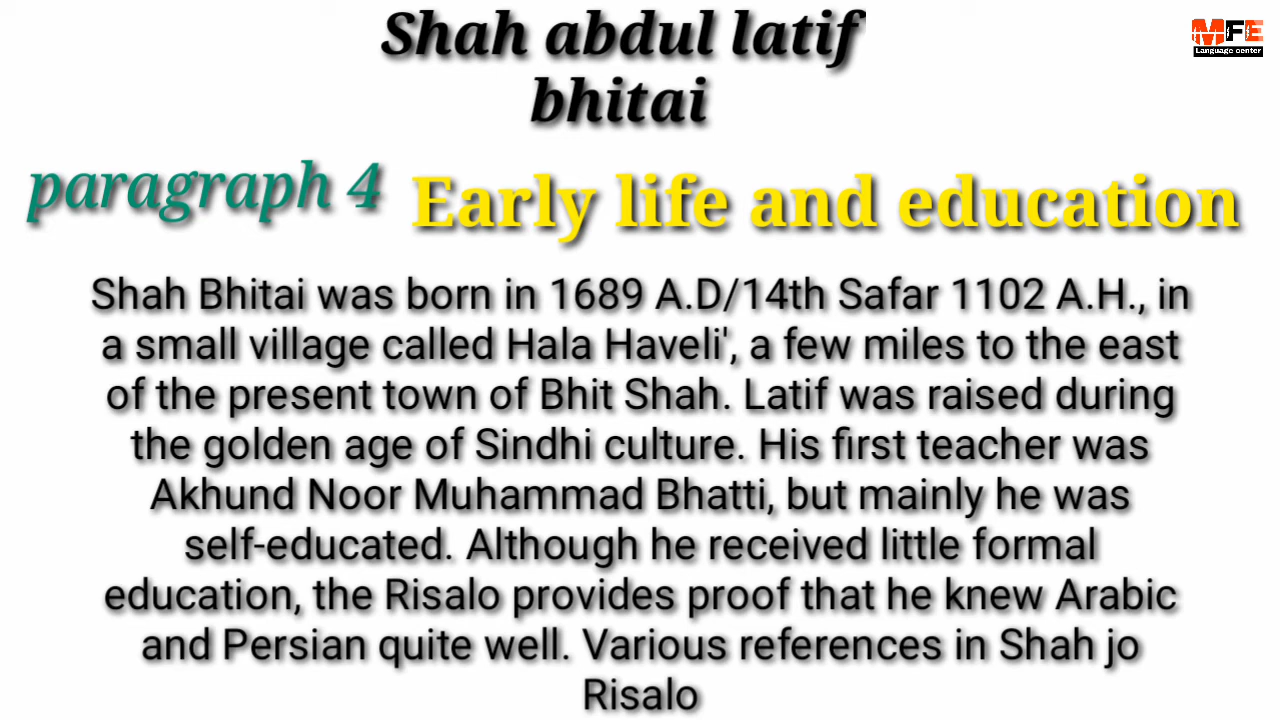 Shah abdul latif
bhitai
MFE
Language center
paragraph 4 Early life and education
Shah Bhitai was born in 1689 A.D/14th Safar 1102 A.H., in
a small village called Hala Haveli', a few miles to the east
of the present town of Bhit Shah. Latif was raised during
the golden age of Sindhi culture. His first teacher was
Akhund Noor Muhammad Bhatti, but mainly he was
self-educated. Although he received little formal
education, the Risalo provides proof that he knew Arabic
and Persian quite well. Various references in Shah jo
Risalo